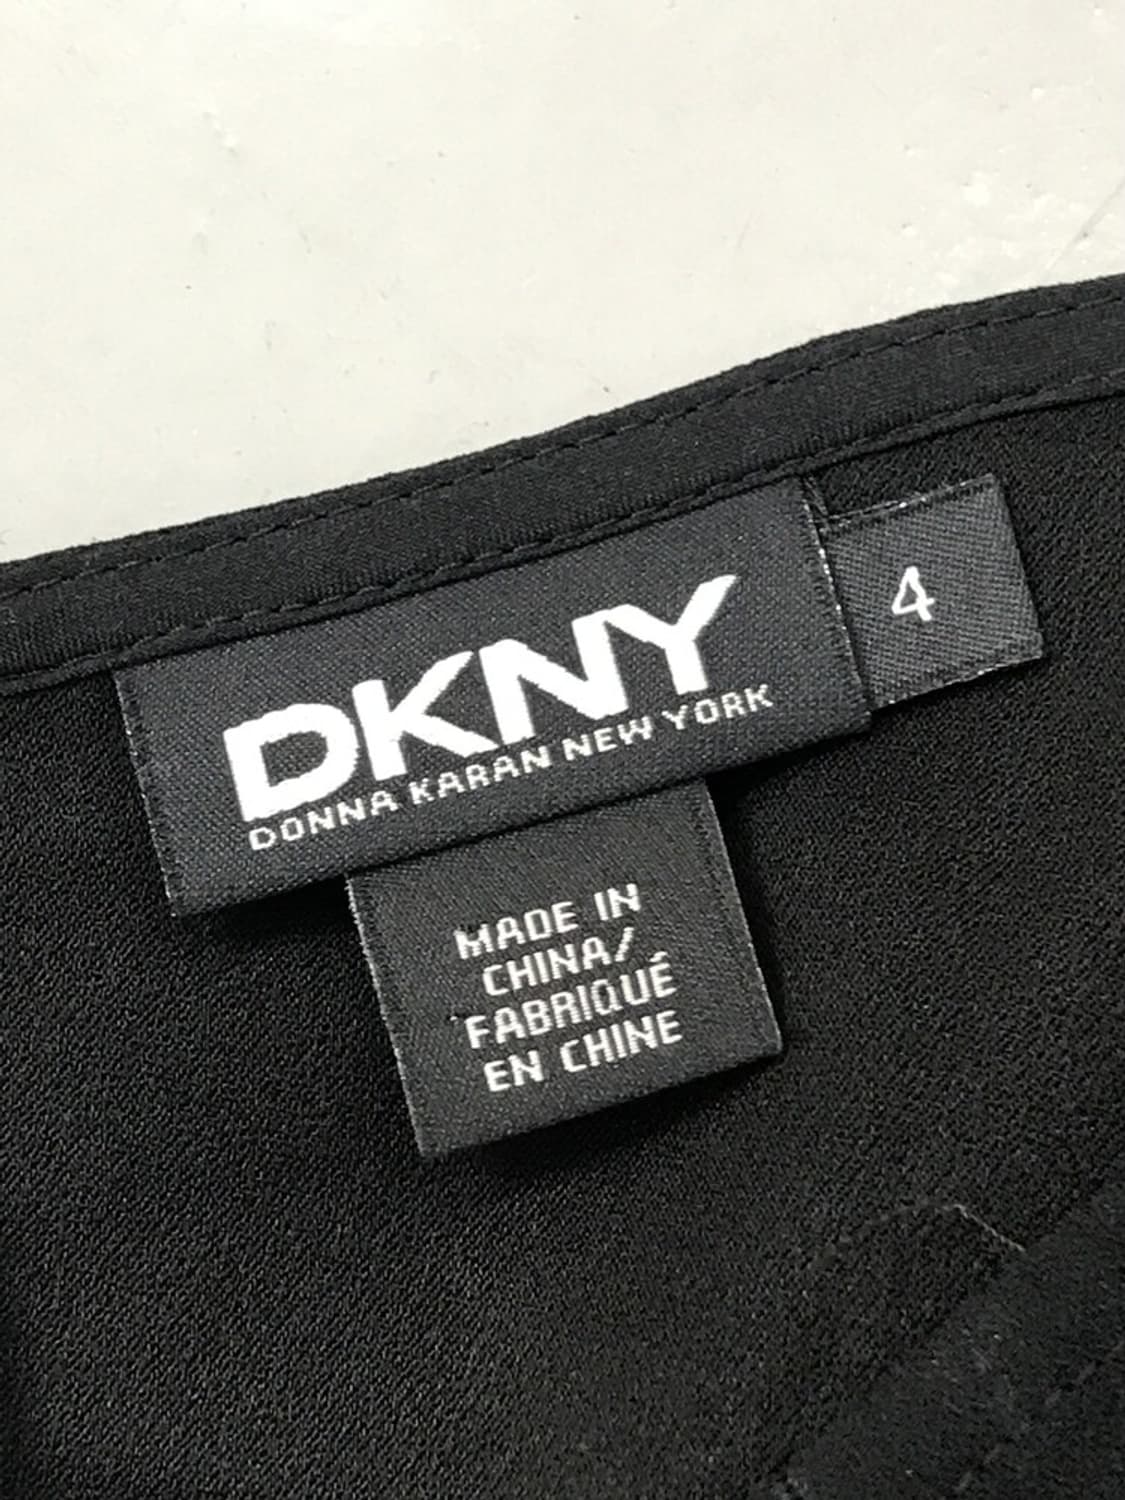 DKNY
DONNA KARAN NEW YORK
4
MADE IN
CHINA/
FABRIQUÉ
EN CHINE